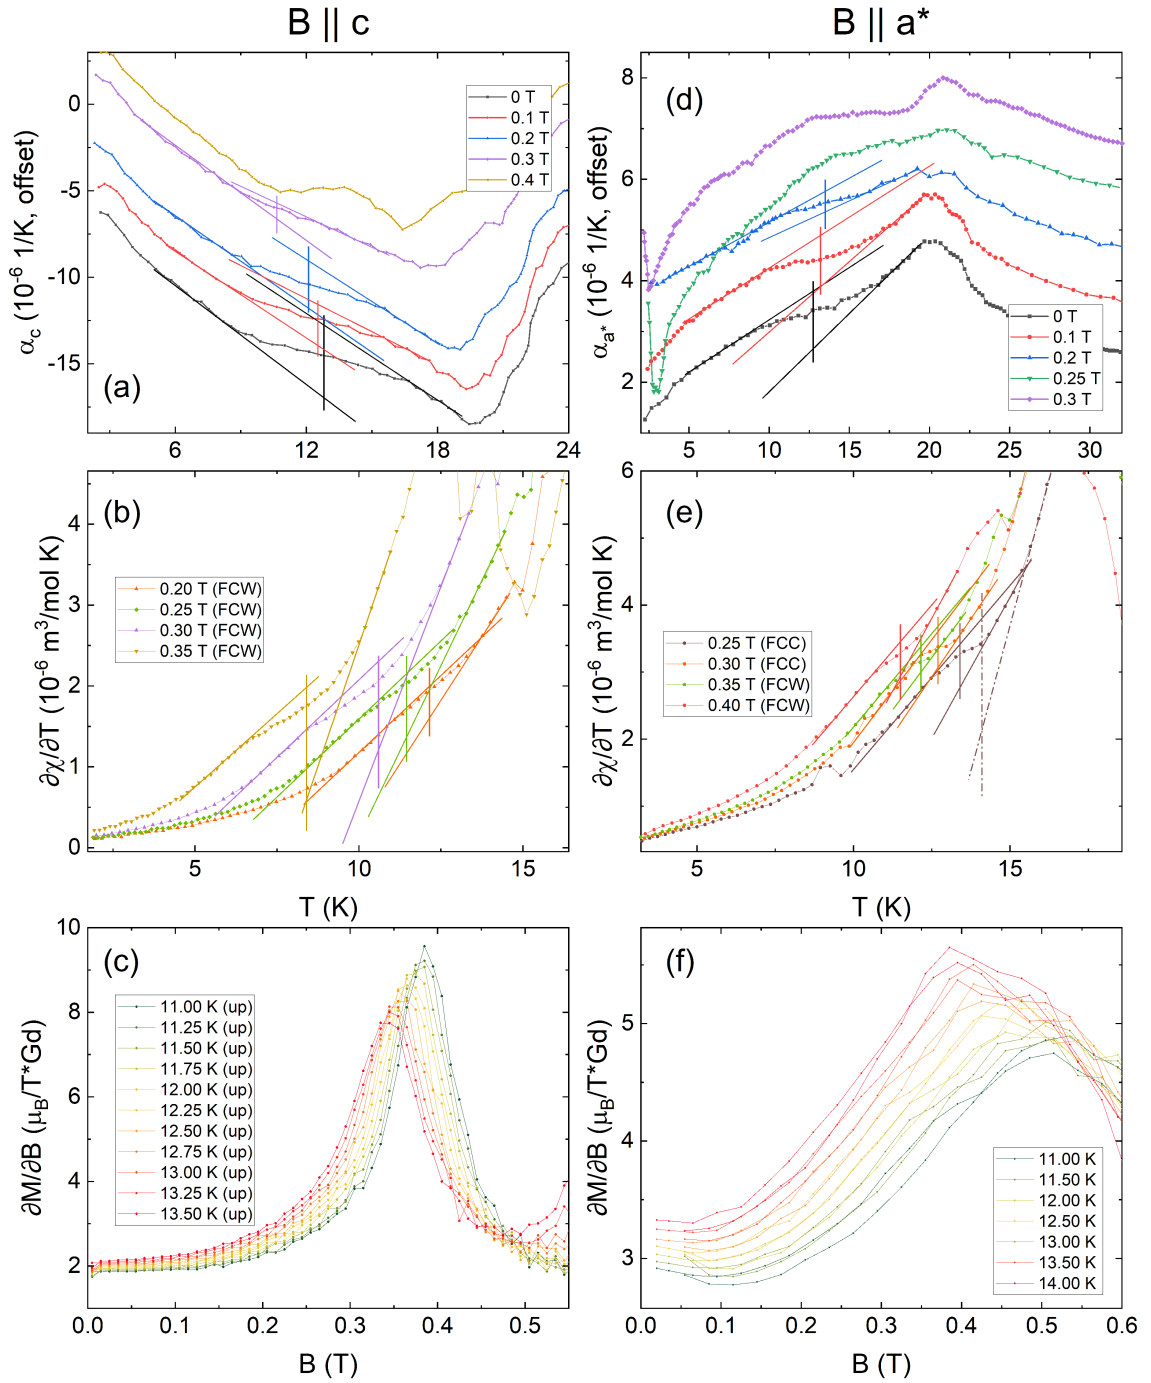 B || c
B || a*
α_c (10⁻⁶ 1/K, offset)
0
-5
-10
-15
6
12
18
24
(a)
0 T
0.1 T
0.2 T
0.3 T
0.4 T
α_a* (10⁻⁶ 1/K, offset)
8
6
4
2
5
10
15
20
25
30
(d)
0 T
0.1 T
0.2 T
0.25 T
0.3 T
∂χ/∂T (10⁻⁶ m³/mol K)
4
3
2
1
0
5
10
15
T (K)
(b)
0.20 T (FCW)
0.25 T (FCW)
0.30 T (FCW)
0.35 T (FCW)
∂χ/∂T (10⁻⁶ m³/mol K)
6
4
2
5
10
15
T (K)
(e)
0.25 T (FCC)
0.30 T (FCC)
0.35 T (FCW)
0.40 T (FCW)
∂M/∂B (μ_B/T*Gd)
10
8
6
4
2
0.0
0.1
0.2
0.3
0.4
0.5
B (T)
(c)
11.00 K (up)
11.25 K (up)
11.50 K (up)
11.75 K (up)
12.00 K (up)
12.25 K (up)
12.50 K (up)
12.75 K (up)
13.00 K (up)
13.25 K (up)
13.50 K (up)
∂M/∂B (μ_B/T*Gd)
5
4
3
0.0
0.1
0.2
0.3
0.4
0.5
0.6
B (T)
(f)
11.00 K
11.50 K
12.00 K
12.50 K
13.00 K
13.50 K
14.00 K